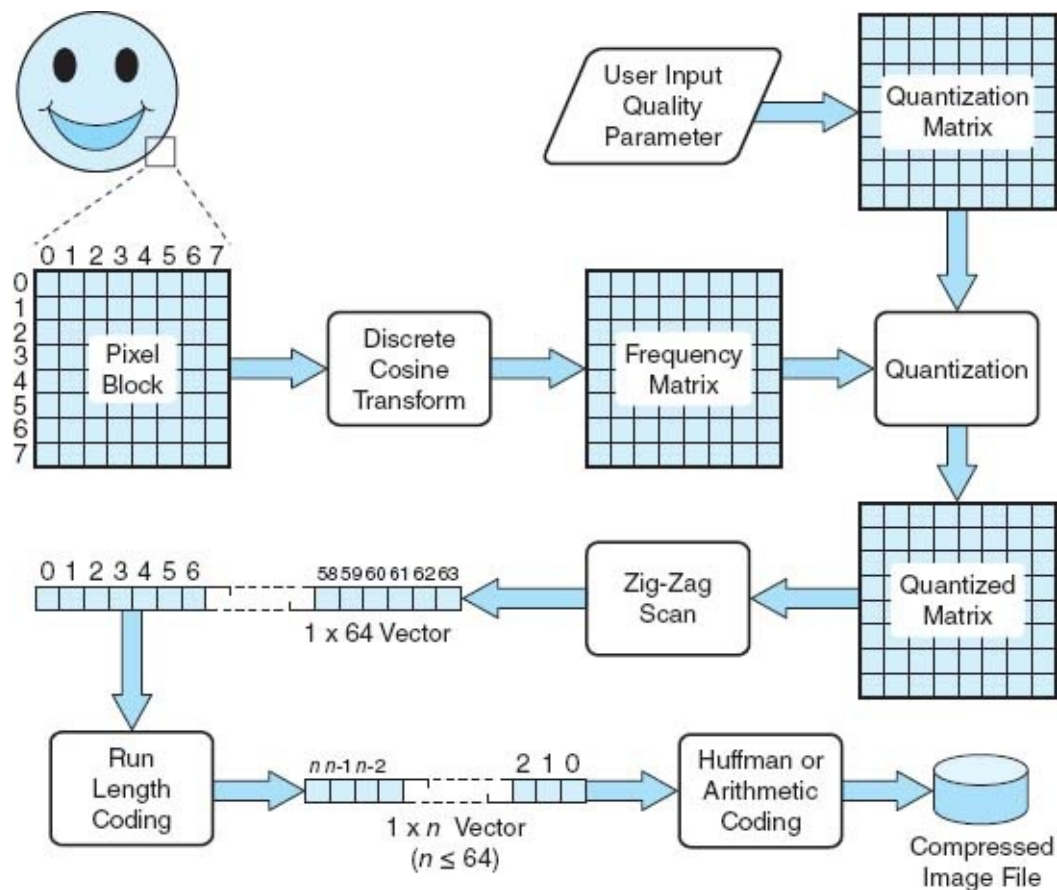 User Input
Quality
Parameter
Quantization
Matrix
0 1 2 3 4 5 6 7
0
1
2
3
4
5
6
7
Pixel
Block
Discrete
Cosine
Transform
Frequency
Matrix
Quantization
0 1 2 3 4 5 6
58 59 60 61 62 63
1 x 64 Vector
Zig-Zag
Scan
Quantized
Matrix
Run
Length
Coding
n n-1 n-2
2 1 0
1 x n Vector
(n ≤ 64)
Huffman or
Arithmetic
Coding
Compressed
Image File